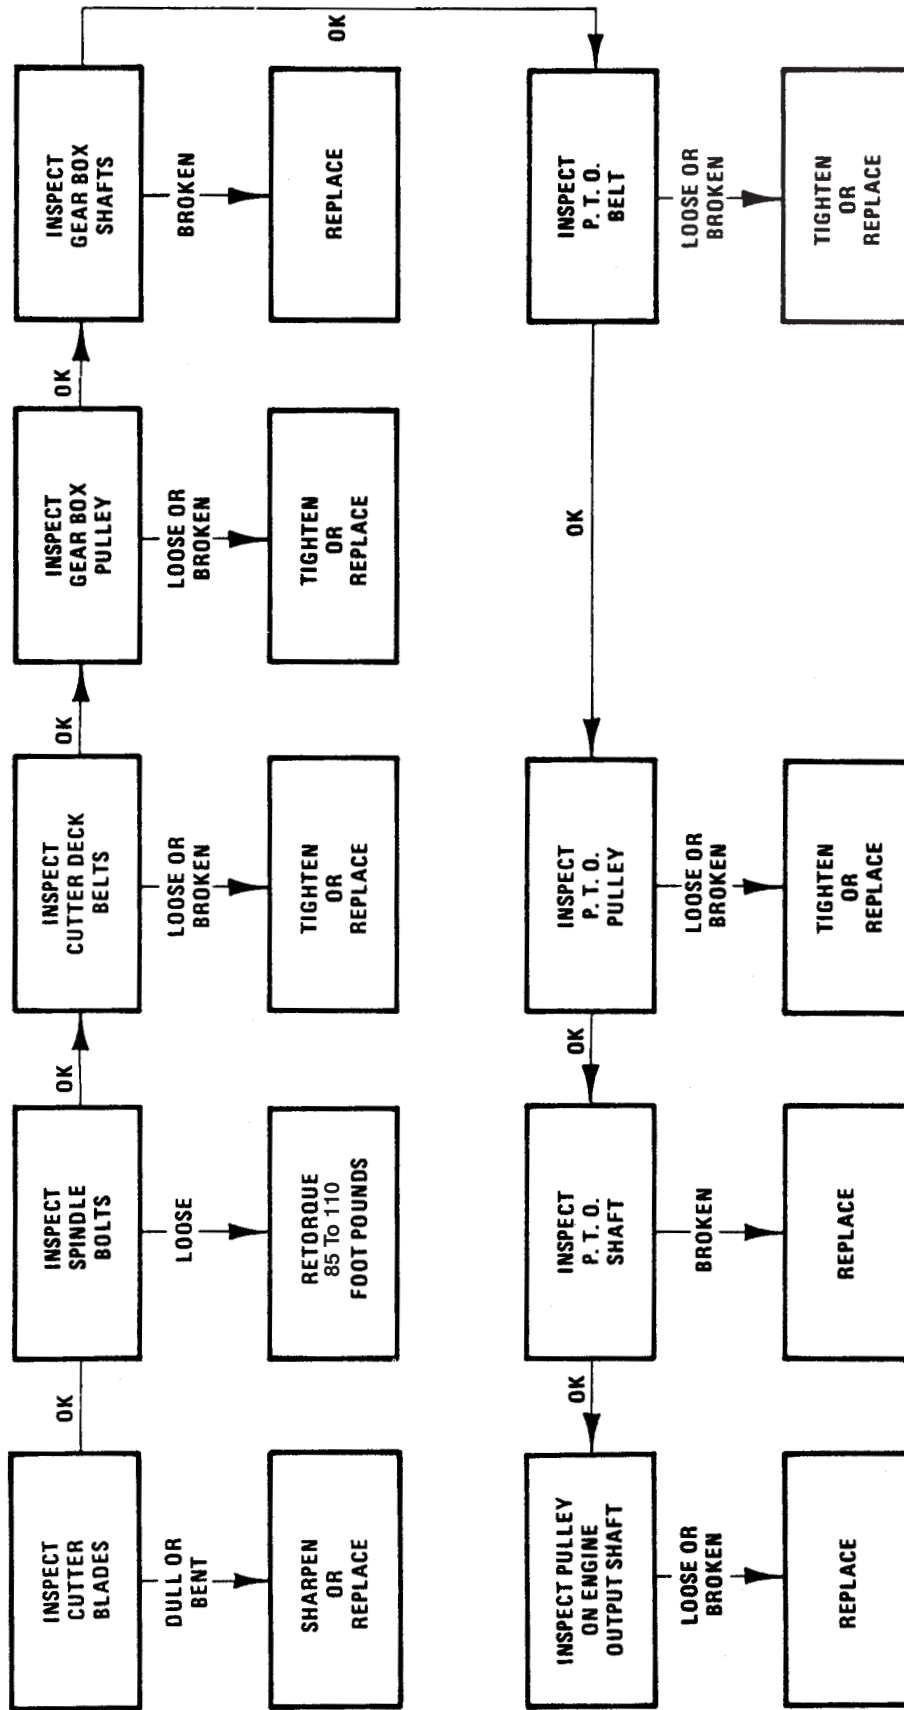 INSPECT
CUTTER
BLADES
OK
DULL OR
BENT
SHARPEN
OR
REPLACE
INSPECT
SPINDLE
BOLTS
OK
LOOSE
RETORQUE
85 To 110
FOOT POUNDS
INSPECT
CUTTER DECK
BELTS
OK
LOOSE OR
BROKEN
TIGHTEN
OR
REPLACE
INSPECT
GEAR BOX
PULLEY
OK
LOOSE OR
BROKEN
TIGHTEN
OR
REPLACE
INSPECT
GEAR BOX
SHAFTS
OK
BROKEN
REPLACE
INSPECT
P. T. O.
BELT
OK
LOOSE OR
BROKEN
TIGHTEN
OR
REPLACE
INSPECT
P. T. O.
PULLEY
OK
LOOSE OR
BROKEN
TIGHTEN
OR
REPLACE
INSPECT
P. T. O.
SHAFT
OK
BROKEN
REPLACE
INSPECT PULLEY
ON ENGINE
OUTPUT SHAFT
LOOSE OR
BROKEN
REPLACE